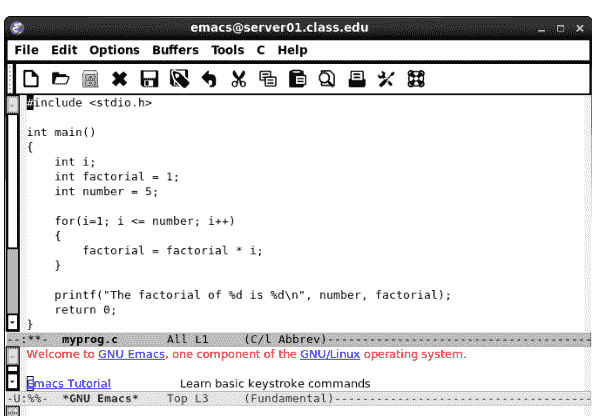 emacs@server01.class.edu
File Edit Options Buffers Tools C Help
#include <stdio.h>
int main()
{
    int i;
    int factorial = 1;
    int number = 5;
    for(i=1; i <= number; i++)
    {
        factorial = factorial * i;
    }
    printf("The factorial of %d is %d\n", number, factorial);
    return 0;
}
--:**-  myprog.c       All L1     (C/l Abbrev)--------------------------------------
Welcome to GNU Emacs, one component of the GNU/Linux operating system.
Emacs Tutorial          Learn basic keystroke commands
-U:%%-  *GNU Emacs*    Top L3     (Fundamental)-------------------------------------